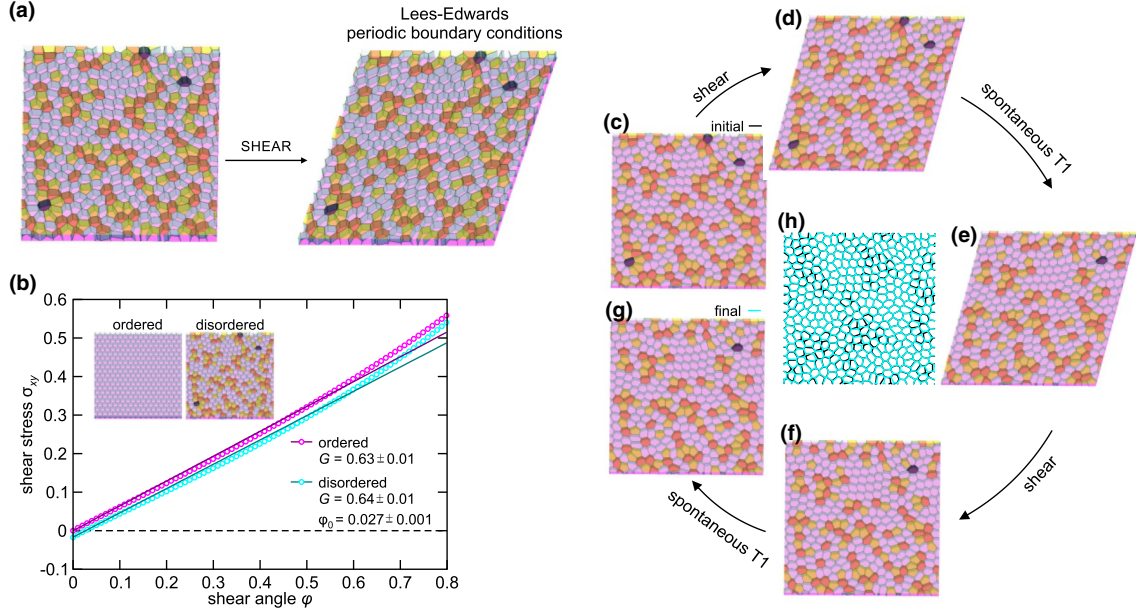 (a)
Lees-Edwards
periodic boundary conditions
SHEAR
(b)
0.6
0.5
0.4
0.3
0.2
0.1
0
-0.1
shear stress σxy
ordered
disordered
ordered
G = 0.63±0.01
disordered
G = 0.64±0.01
φ0 = 0.027±0.001
0
0.1
0.2
0.3
0.4
0.5
0.6
0.7
0.8
shear angle φ
(c)
initial
shear
(d)
spontaneous T1
(e)
shear
(f)
spontaneous T1
(g)
final
(h)